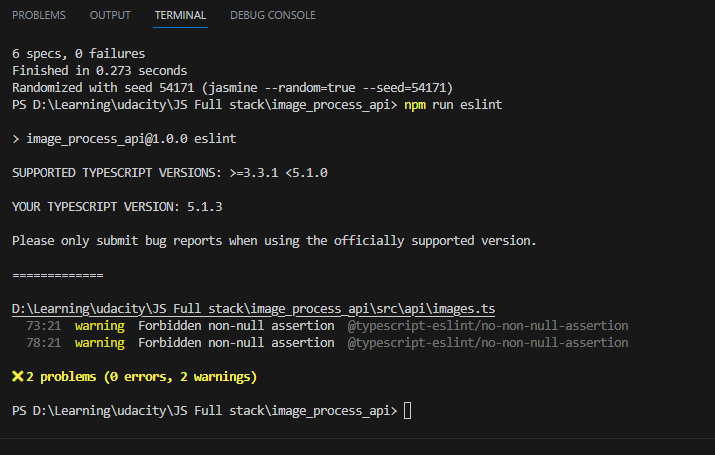 PROBLEMS OUTPUT TERMINAL DEBUG CONSOLE
6 specs, 0 failures
Finished in 0.273 seconds
Randomized with seed 54171 (jasmine --random=true --seed=54171)
PS D:\Learning\udacity\JS Full stack\image_process_api> npm run eslint
> image_process_api@1.0.0 eslint
SUPPORTED TYPESCRIPT VERSIONS: >=3.3.1 <5.1.0
YOUR TYPESCRIPT VERSION: 5.1.3
Please only submit bug reports when using the officially supported version.
=============
D:\Learning\udacity\JS Full stack\image_process_api\src\api\images.ts
73:21 warning Forbidden non-null assertion @typescript-eslint/no-non-null-assertion
78:21 warning Forbidden non-null assertion @typescript-eslint/no-non-null-assertion
✖ 2 problems (0 errors, 2 warnings)
PS D:\Learning\udacity\JS Full stack\image_process_api>